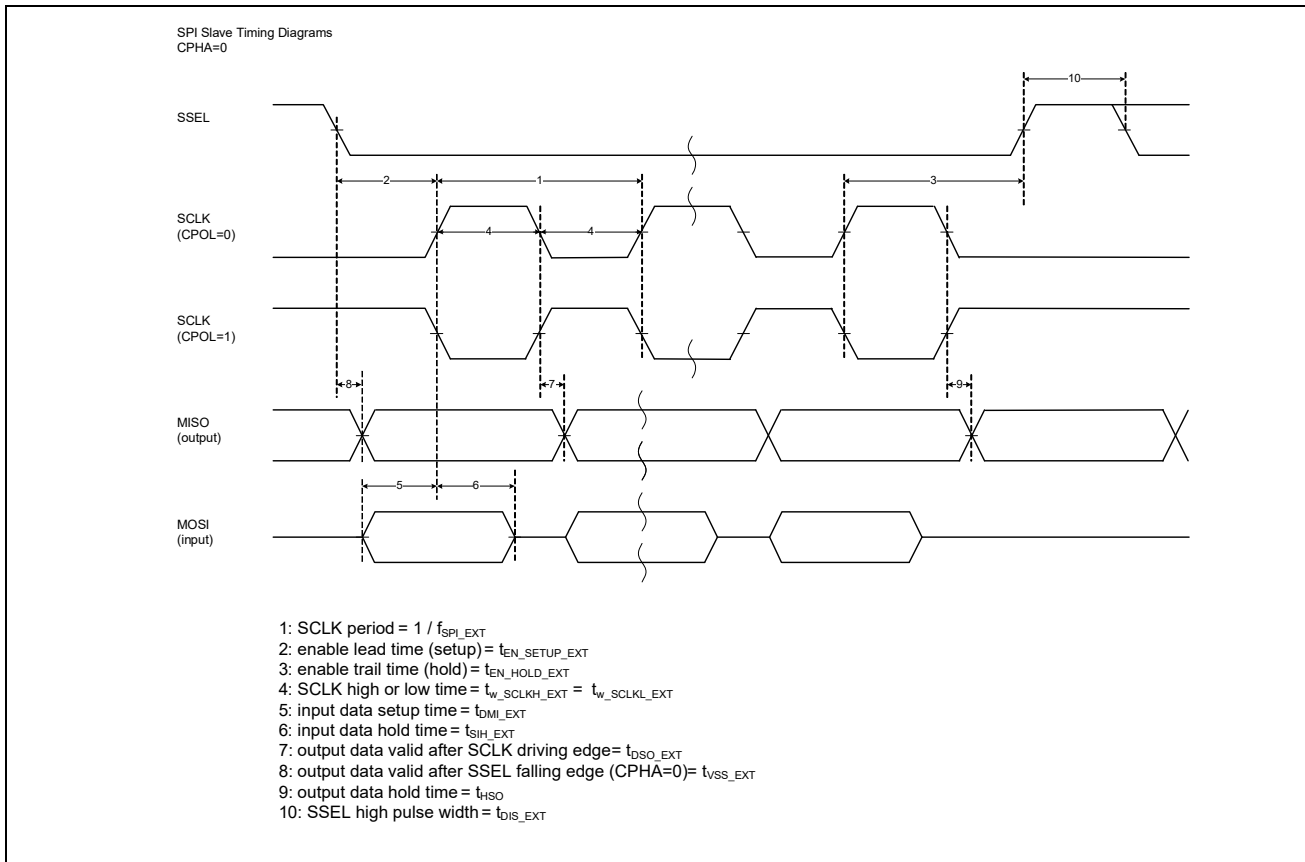 SPI Slave Timing Diagrams
CPHA=0
10
SSEL
2
1
3
SCLK
(CPOL=0)
4
4
SCLK
(CPOL=1)
8
7
9
MISO
(output)
5
6
MOSI
(input)
1: SCLK period = 1 / fSPI_EXT
2: enable lead time (setup) = tEN_SETUP_EXT
3: enable trail time (hold) = tEN_HOLD_EXT
4: SCLK high or low time = tw_SCLKH_EXT = tw_SCLKL_EXT
5: input data setup time = tDMI_EXT
6: input data hold time = tSIH_EXT
7: output data valid after SCLK driving edge= tDSO_EXT
8: output data valid after SSEL falling edge (CPHA=0)= tVSS_EXT
9: output data hold time = tHSO
10: SSEL high pulse width = tDIS_EXT